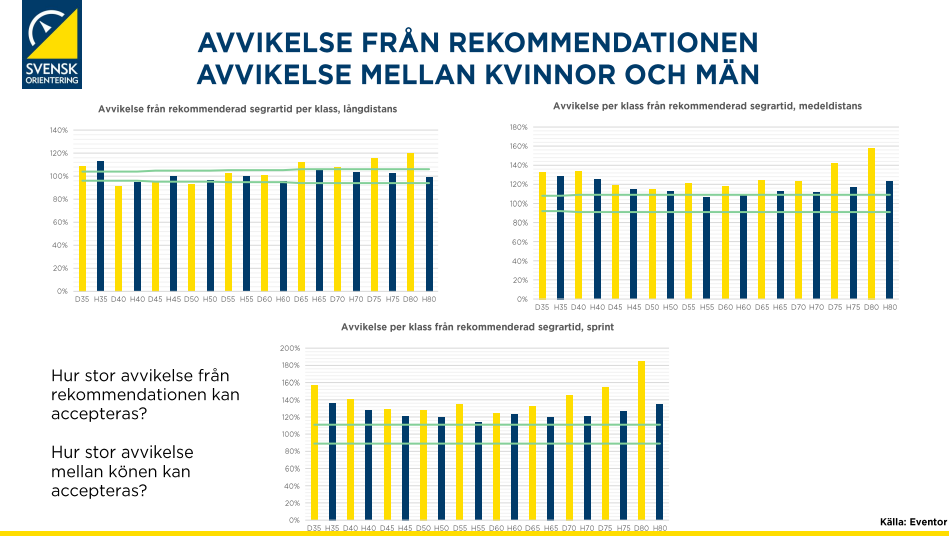 SVENSK
ORIENTERING
AVVIKELSE FRÅN REKOMMENDATIONEN
AVVIKELSE MELLAN KVINNOR OCH MÄN
Avvikelse från rekommenderad segrartid per klass, långdistans
140%
120%
100%
80%
60%
40%
20%
0%
D35 H35 D40 H40 D45 H45 D50 H50 D55 H55 D60 H60 D65 H65 D70 H70 D75 H75 D80 H80
Avvikelse per klass från rekommenderad segrartid, medeldistans
180%
160%
140%
120%
100%
80%
60%
40%
20%
0%
D35 H35 D40 H40 D45 H45 D50 H50 D55 H55 D60 H60 D65 H65 D70 H70 D75 H75 D80 H80
Avvikelse per klass från rekommenderad segrartid, sprint
200%
180%
160%
140%
120%
100%
80%
60%
40%
20%
0%
D35 H35 D40 H40 D45 H45 D50 H50 D55 H55 D60 H60 D65 H65 D70 H70 D75 H75 D80 H80
Hur stor avvikelse från
rekommendationen kan
accepteras?
Hur stor avvikelse
mellan könen kan
accepteras?
Källa: Eventor